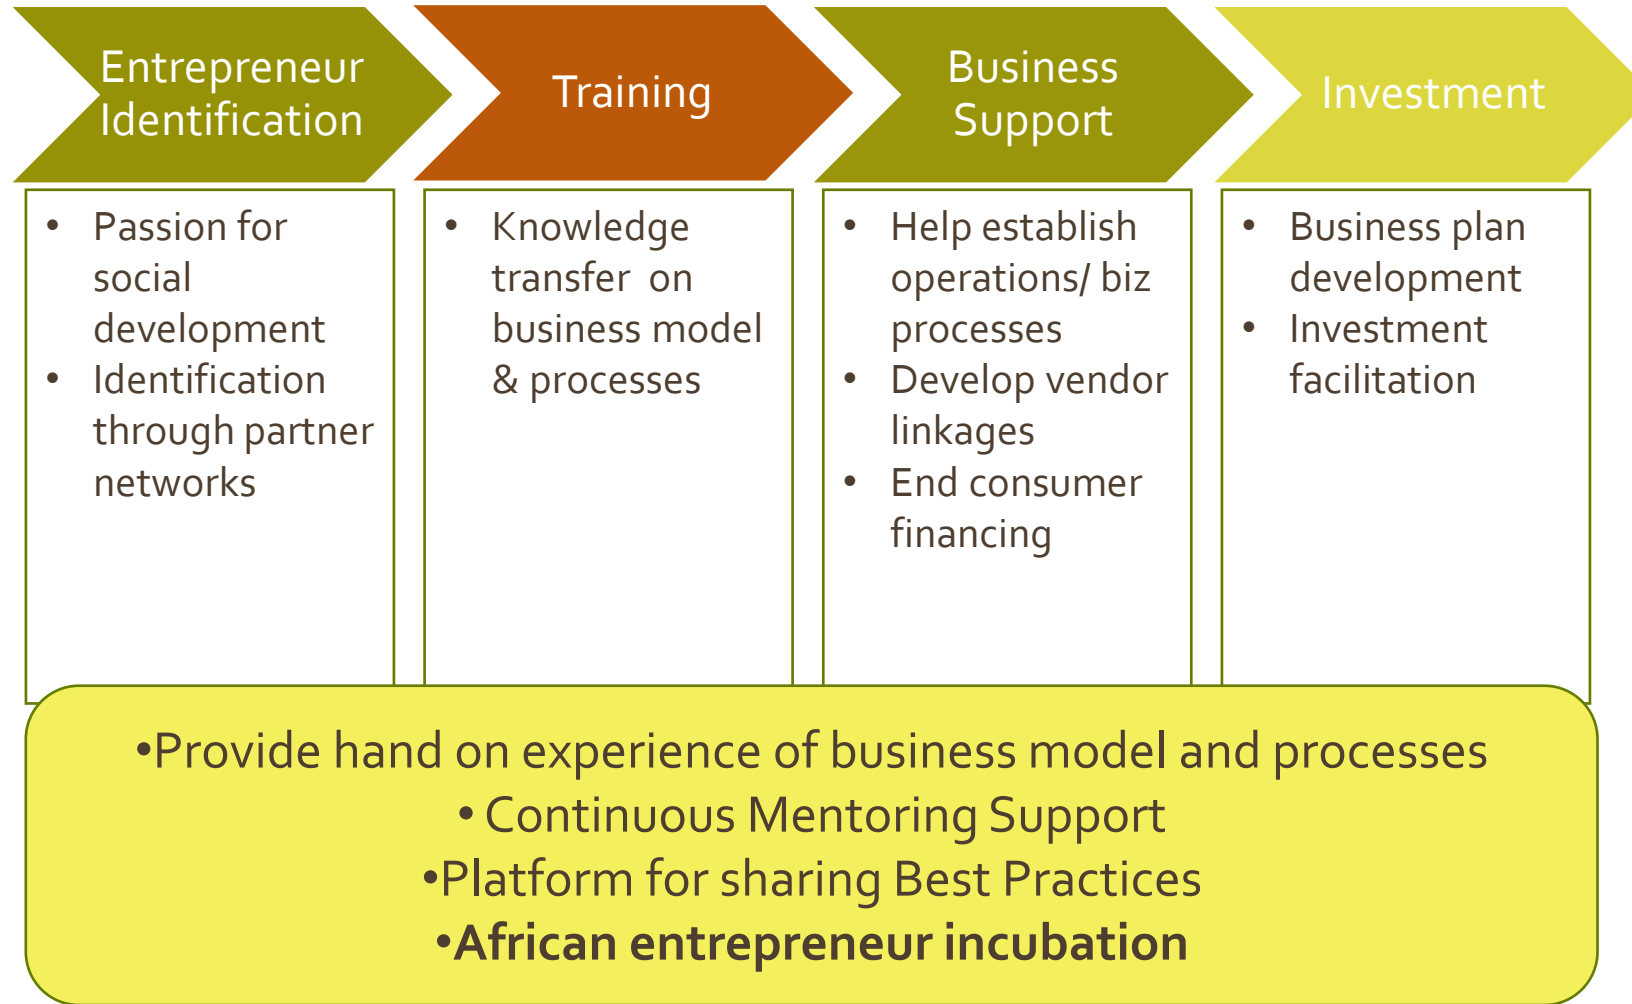 Entrepreneur
Identification
Training
Business
Support
Investment
• Passion for
social
development
• Identification
through partner
networks
• Knowledge
transfer on
business model
& processes
• Help establish
operations/ biz
processes
• Develop vendor
linkages
• End consumer
financing
• Business plan
development
• Investment
facilitation
•Provide hand on experience of business model and processes
• Continuous Mentoring Support
•Platform for sharing Best Practices
•African entrepreneur incubation